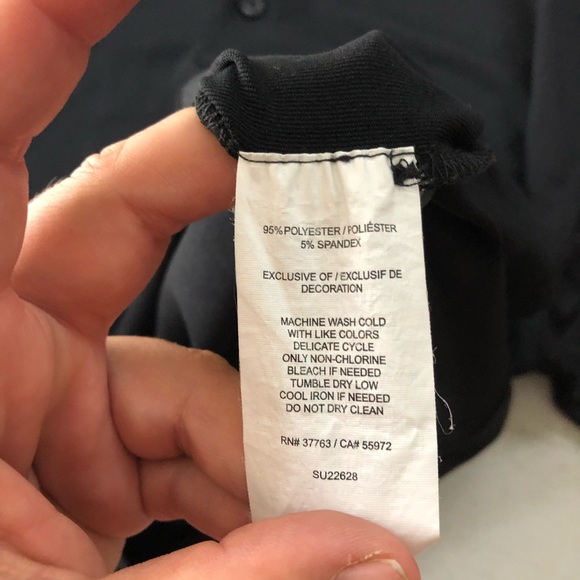 95% POLYESTER / POLIÉSTER
5% SPANDEX
EXCLUSIVE OF / EXCLUSIF DE
DECORATION
MACHINE WASH COLD
WITH LIKE COLORS
DELICATE CYCLE
ONLY NON-CHLORINE
BLEACH IF NEEDED
TUMBLE DRY LOW
COOL IRON IF NEEDED
DO NOT DRY CLEAN
RN# 37763 / CA# 55972
SU22628